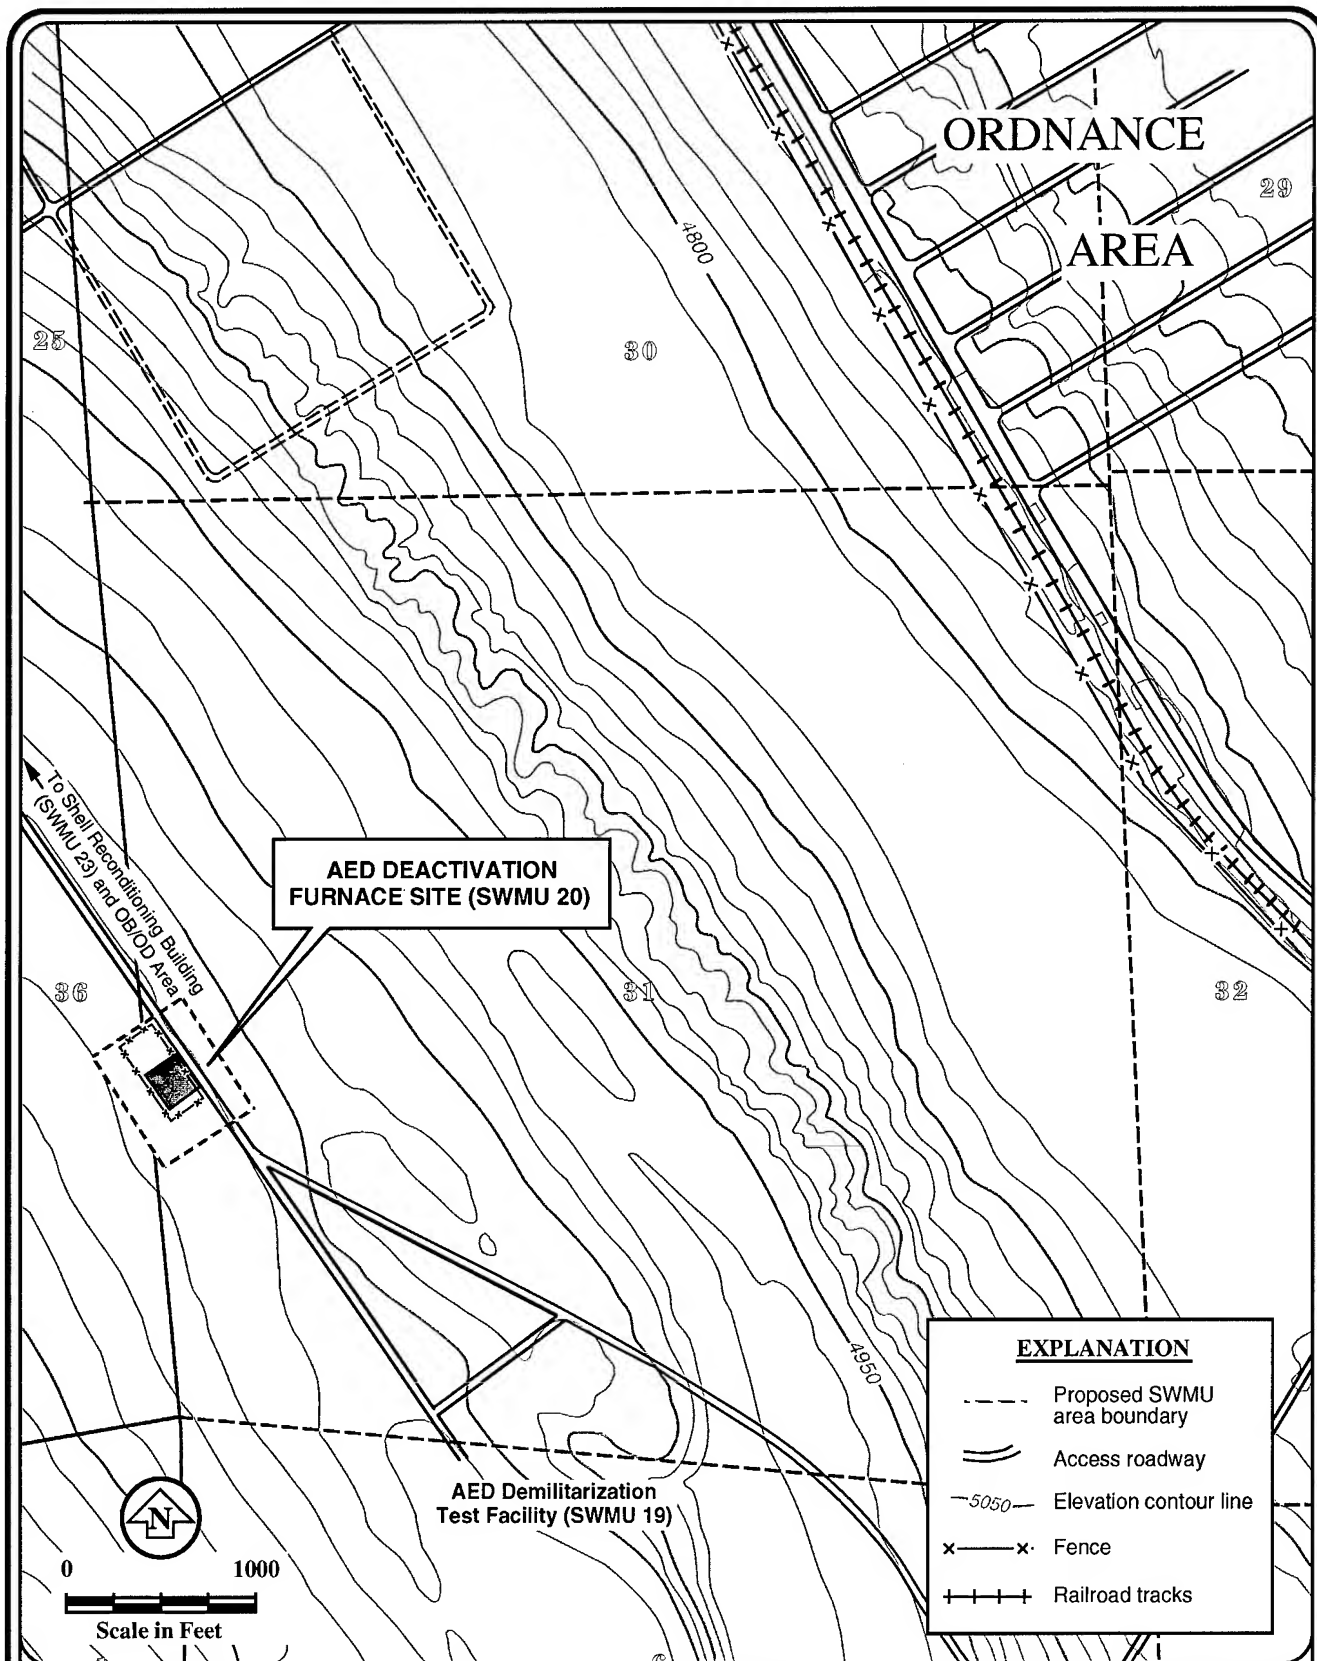 ORDNANCE
AREA
29
4800
25
30
To Shell Reconditioning Building
(SWMU 23) and OB/OD Area
AED DEACTIVATION
FURNACE SITE (SWMU 20)
36
31
32
4950
AED Demilitarization
Test Facility (SWMU 19)
N
0 1000
Scale in Feet
EXPLANATION
Proposed SWMU
area boundary
Access roadway
5050
Elevation contour line
Fence
Railroad tracks